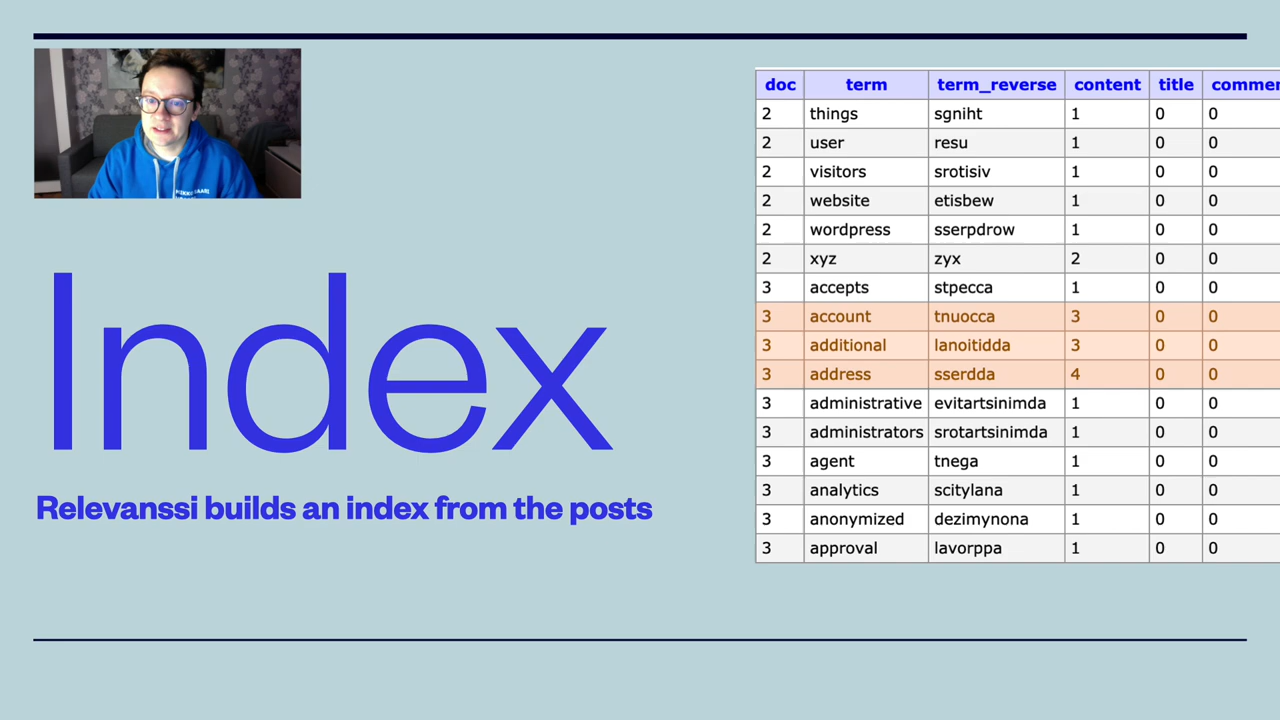 Index
Relevanssi builds an index from the posts
doc term term_reverse content title commen
2 things sgniht 1 0 0
2 user resu 1 0 0
2 visitors srotisiv 1 0 0
2 website etisbew 1 0 0
2 wordpress sserpdrow 1 0 0
2 xyz zyx 2 0 0
3 accepts stpecca 1 0 0
3 account tnuocca 3 0 0
3 additional lanoitidda 3 0 0
3 address sserdda 4 0 0
3 administrative evitartsinimda 1 0 0
3 administrators srotartsinimda 1 0 0
3 agent tnega 1 0 0
3 analytics scitylana 1 0 0
3 anonymized dezimynona 1 0 0
3 approval lavorppa 1 0 0